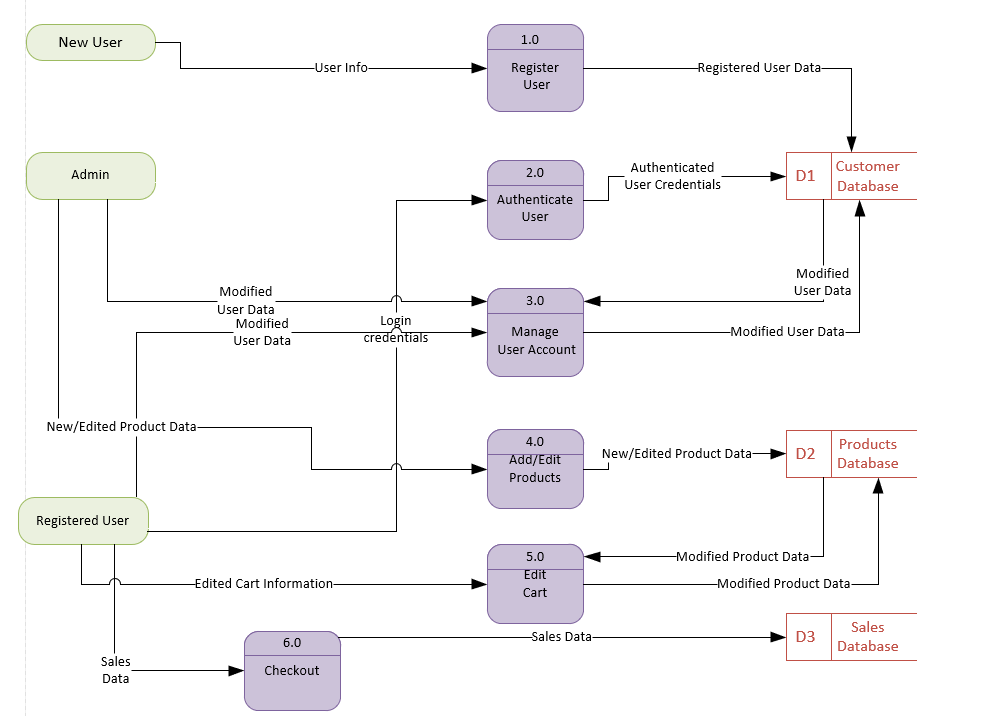 New User
User Info
1.0
Register
User
Registered User Data
Admin
2.0
Authenticate
User
Authenticated
User Credentials
D1
Customer
Database
Modified
User Data
Modified
User Data
Login
credentials
3.0
Manage
User Account
Modified
User Data
Modified User Data
New/Edited Product Data
4.0
Add/Edit
Products
New/Edited Product Data
D2
Products
Database
Registered User
Edited Cart Information
5.0
Edit
Cart
Modified Product Data
Modified Product Data
Sales
Data
6.0
Checkout
Sales Data
D3
Sales
Database